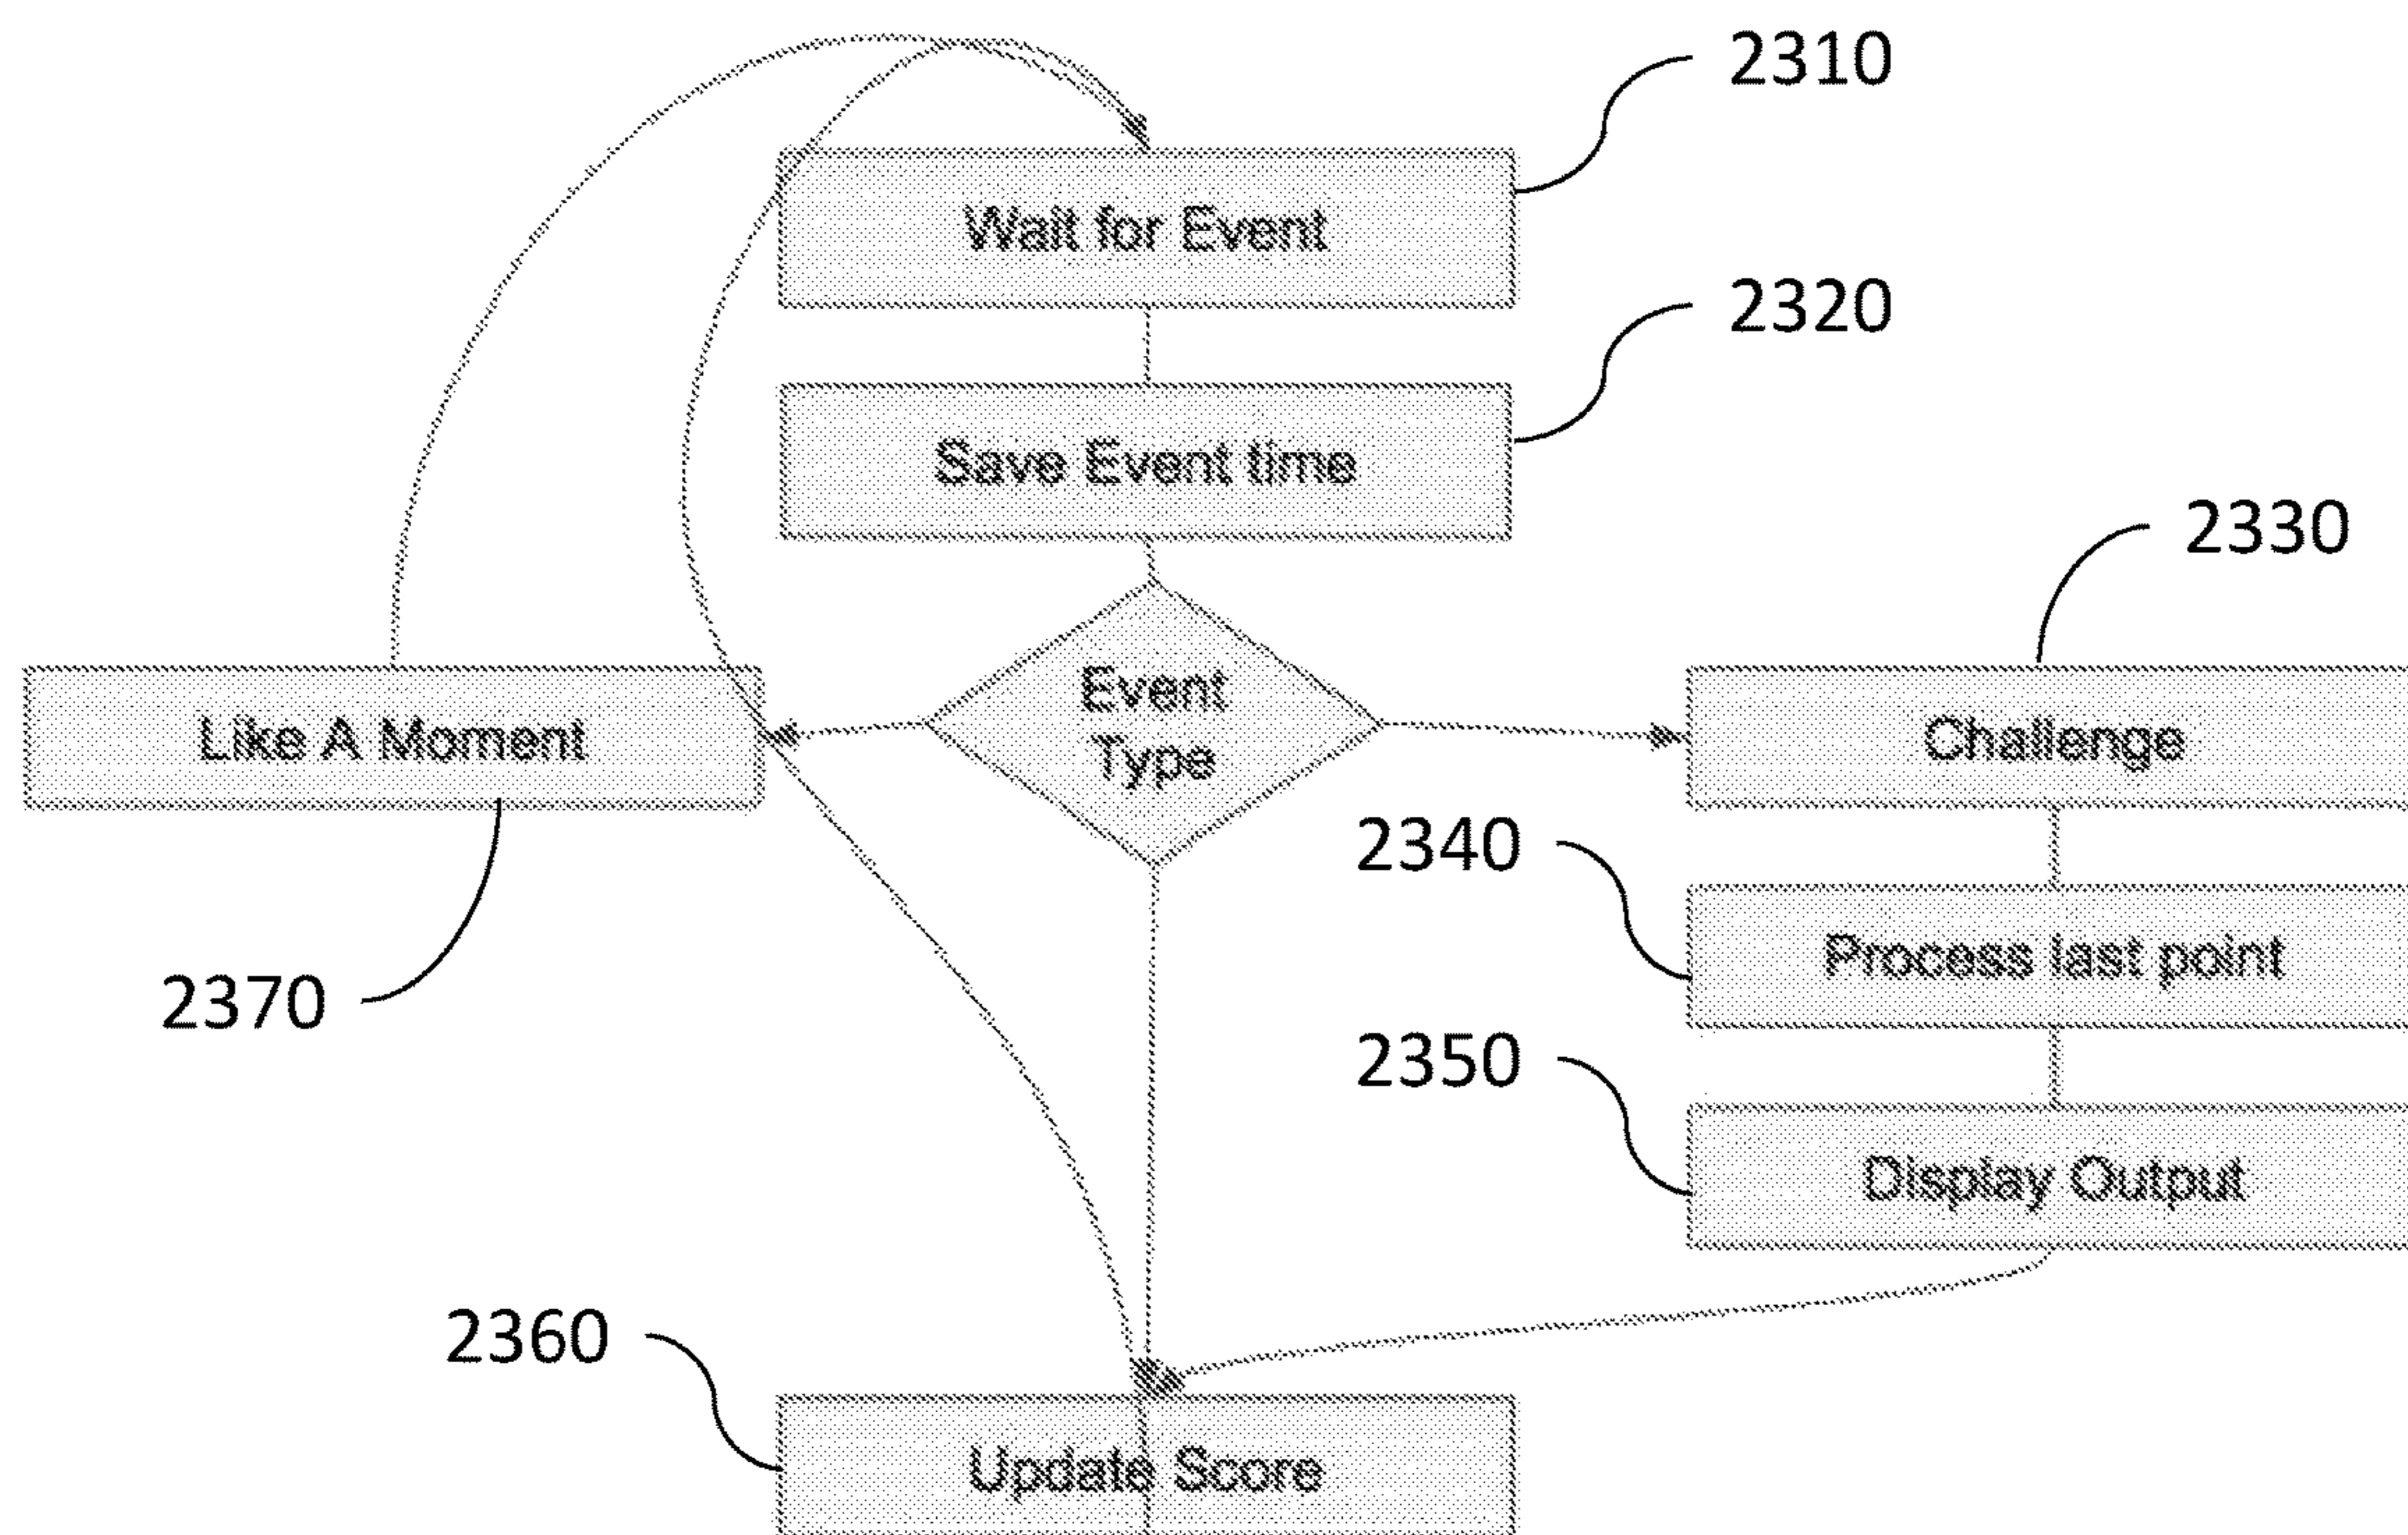 2310
Wait for Event
2320
Save Event time
2330
Event
Type
Like A Moment
Challenge
2340
Process last point
2370
2350
Display Output
2360
Update Score